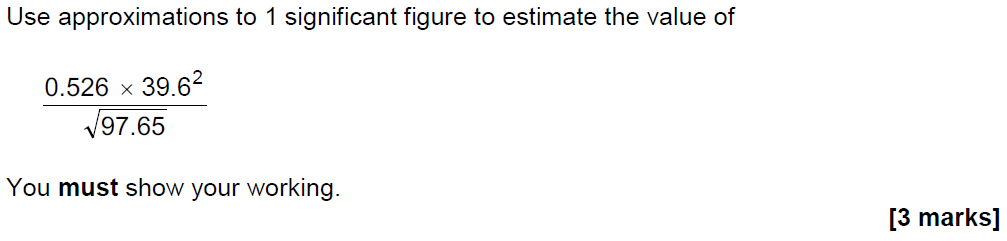 Use approximations to 1 significant figure to estimate the value of
0.526 × 39.6²
√97.65
You must show your working.
[3 marks]